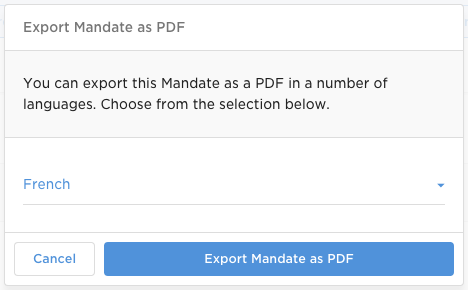 Export Mandate as PDF
You can export this Mandate as a PDF in a number of
languages. Choose from the selection below.
French
Cancel
Export Mandate as PDF